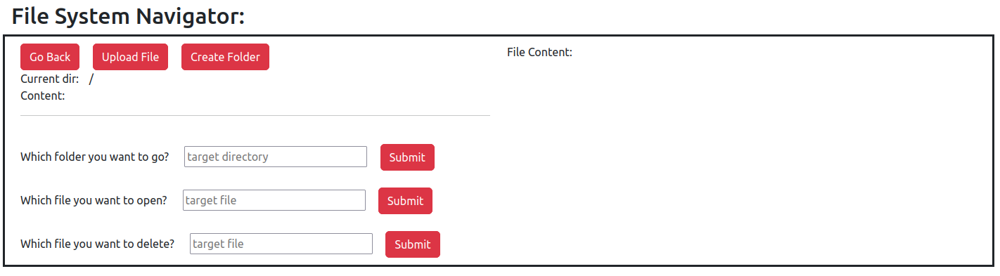 File System Navigator:
Go Back Upload File Create Folder
Current dir: /
Content:
Which folder you want to go? target directory Submit
Which file you want to open? target file Submit
Which file you want to delete? target file Submit
File Content: